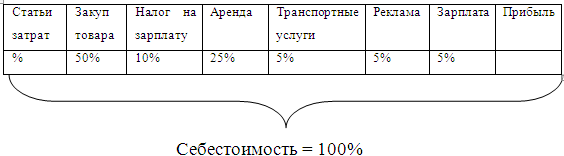 Статьи затрат Закуп товара Налог на зарплату Аренда Транспортные услуги Реклама Зарплата Прибыль
% 50% 10% 25% 5% 5% 5%
Себестоимость = 100%